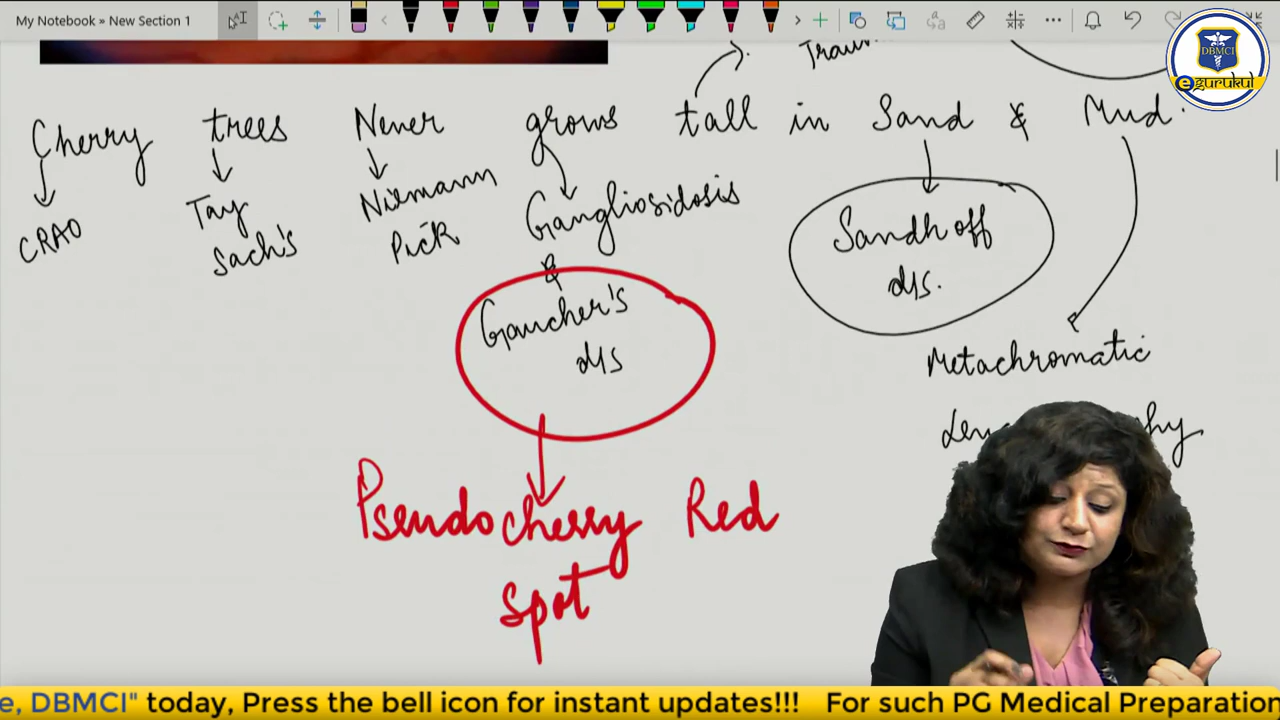 My Notebook » New Section 1
DBMCI
eGurukul
Cherry trees Never grows tall in Sand & Mud.
CRAO
Tay
Sach's
Niemann
Pick
Gangliosidosis
&
Gaucher's
d/s
Sandhoff
d/s.
Metachromatic
Pseudocherry Red
Spot
e, DBMCI" today, Press the bell icon for instant updates!!! For such PG Medical Preparation